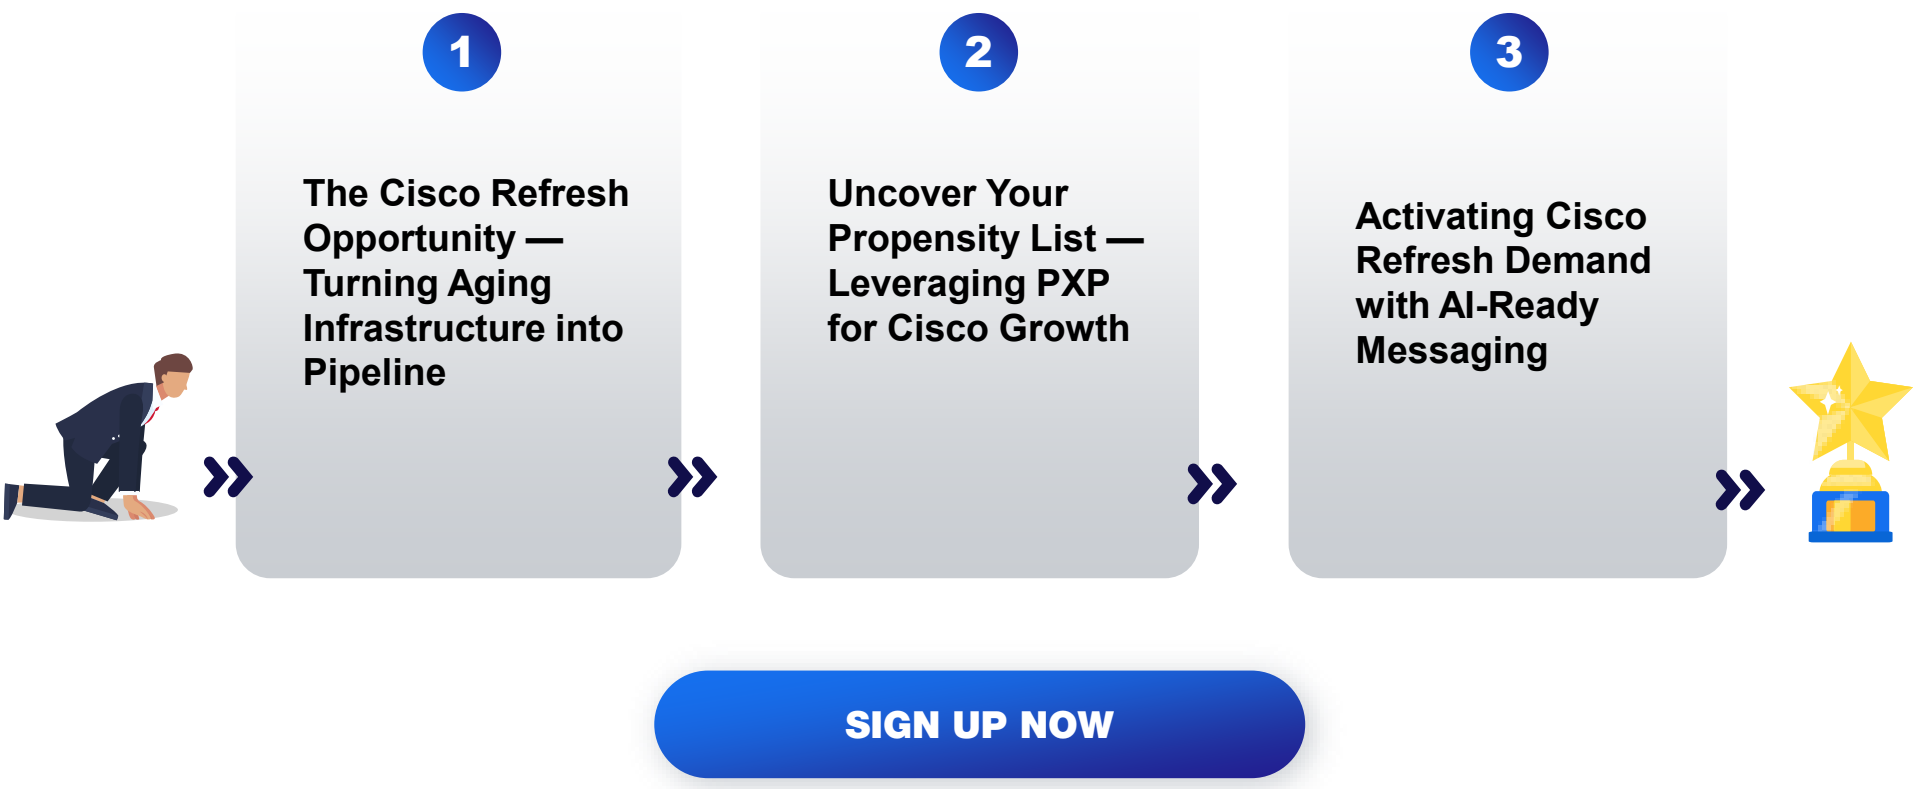 1
The Cisco Refresh
Opportunity —
Turning Aging
Infrastructure into
Pipeline
2
Uncover Your
Propensity List —
Leveraging PXP
for Cisco Growth
3
Activating Cisco
Refresh Demand
with AI-Ready
Messaging
SIGN UP NOW